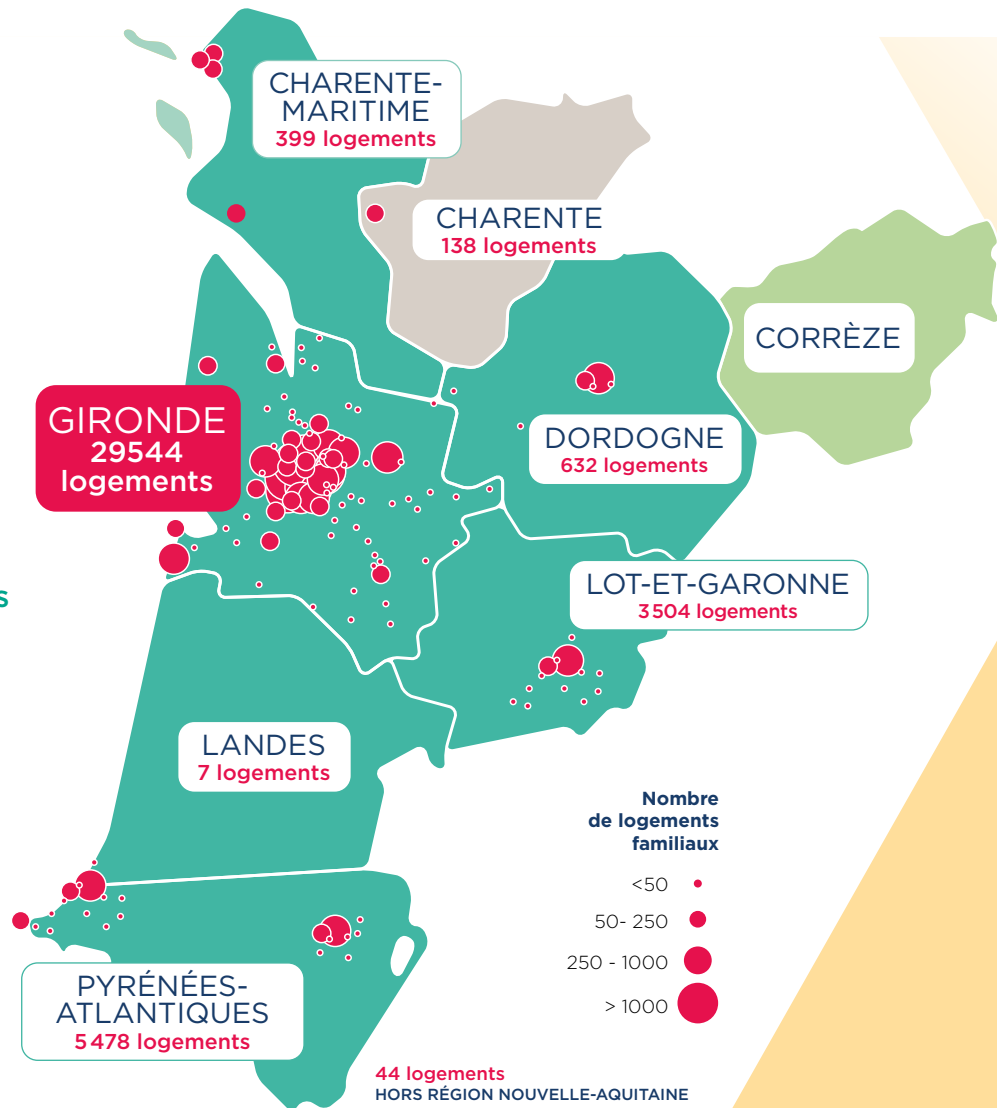 CHARENTE-
MARITIME
399 logements
CHARENTE
138 logements
CORRÈZE
GIRONDE
29544
logements
DORDOGNE
632 logements
S
LOT-ET-GARONNE
3504 logements
LANDES
7 logements
Nombre
de logements
familiaux
<50
50- 250
250 - 1000
> 1000
PYRÉNÉES-
ATLANTIQUES
5478 logements
44 logements
HORS RÉGION NOUVELLE-AQUITAINE